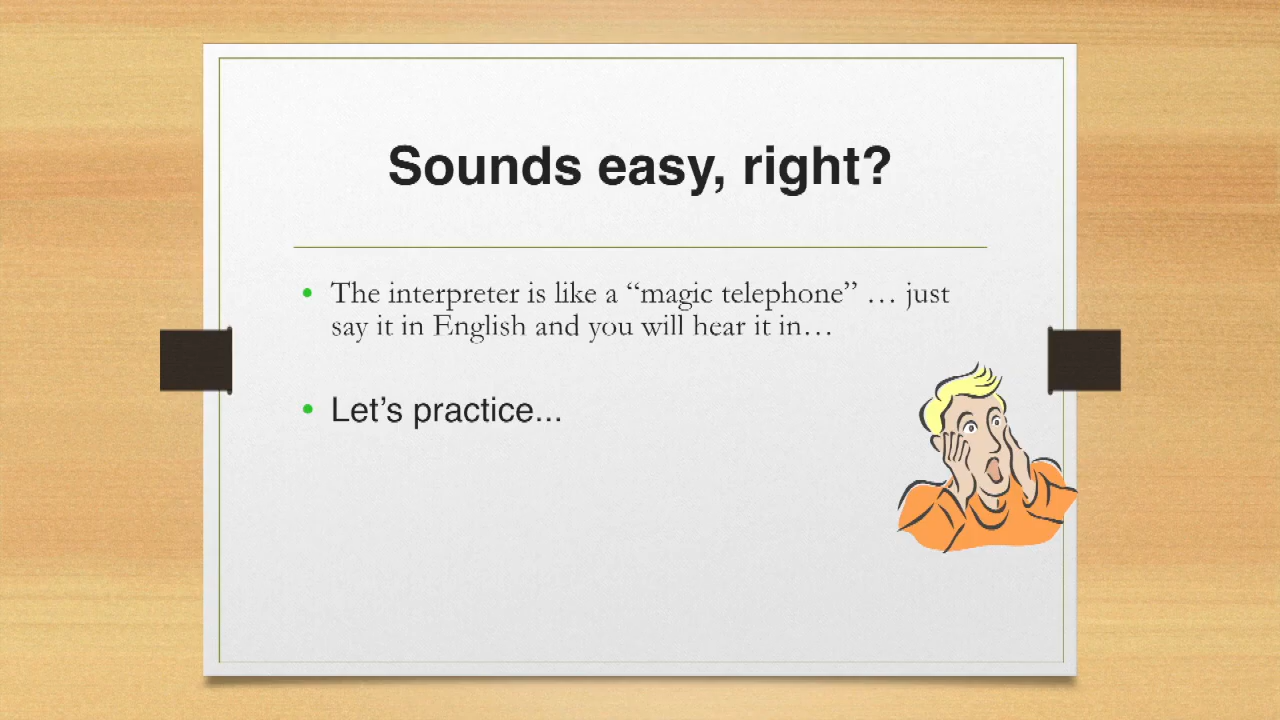 Sounds easy, right?
• The interpreter is like a “magic telephone” … just
say it in English and you will hear it in…
• Let’s practice...